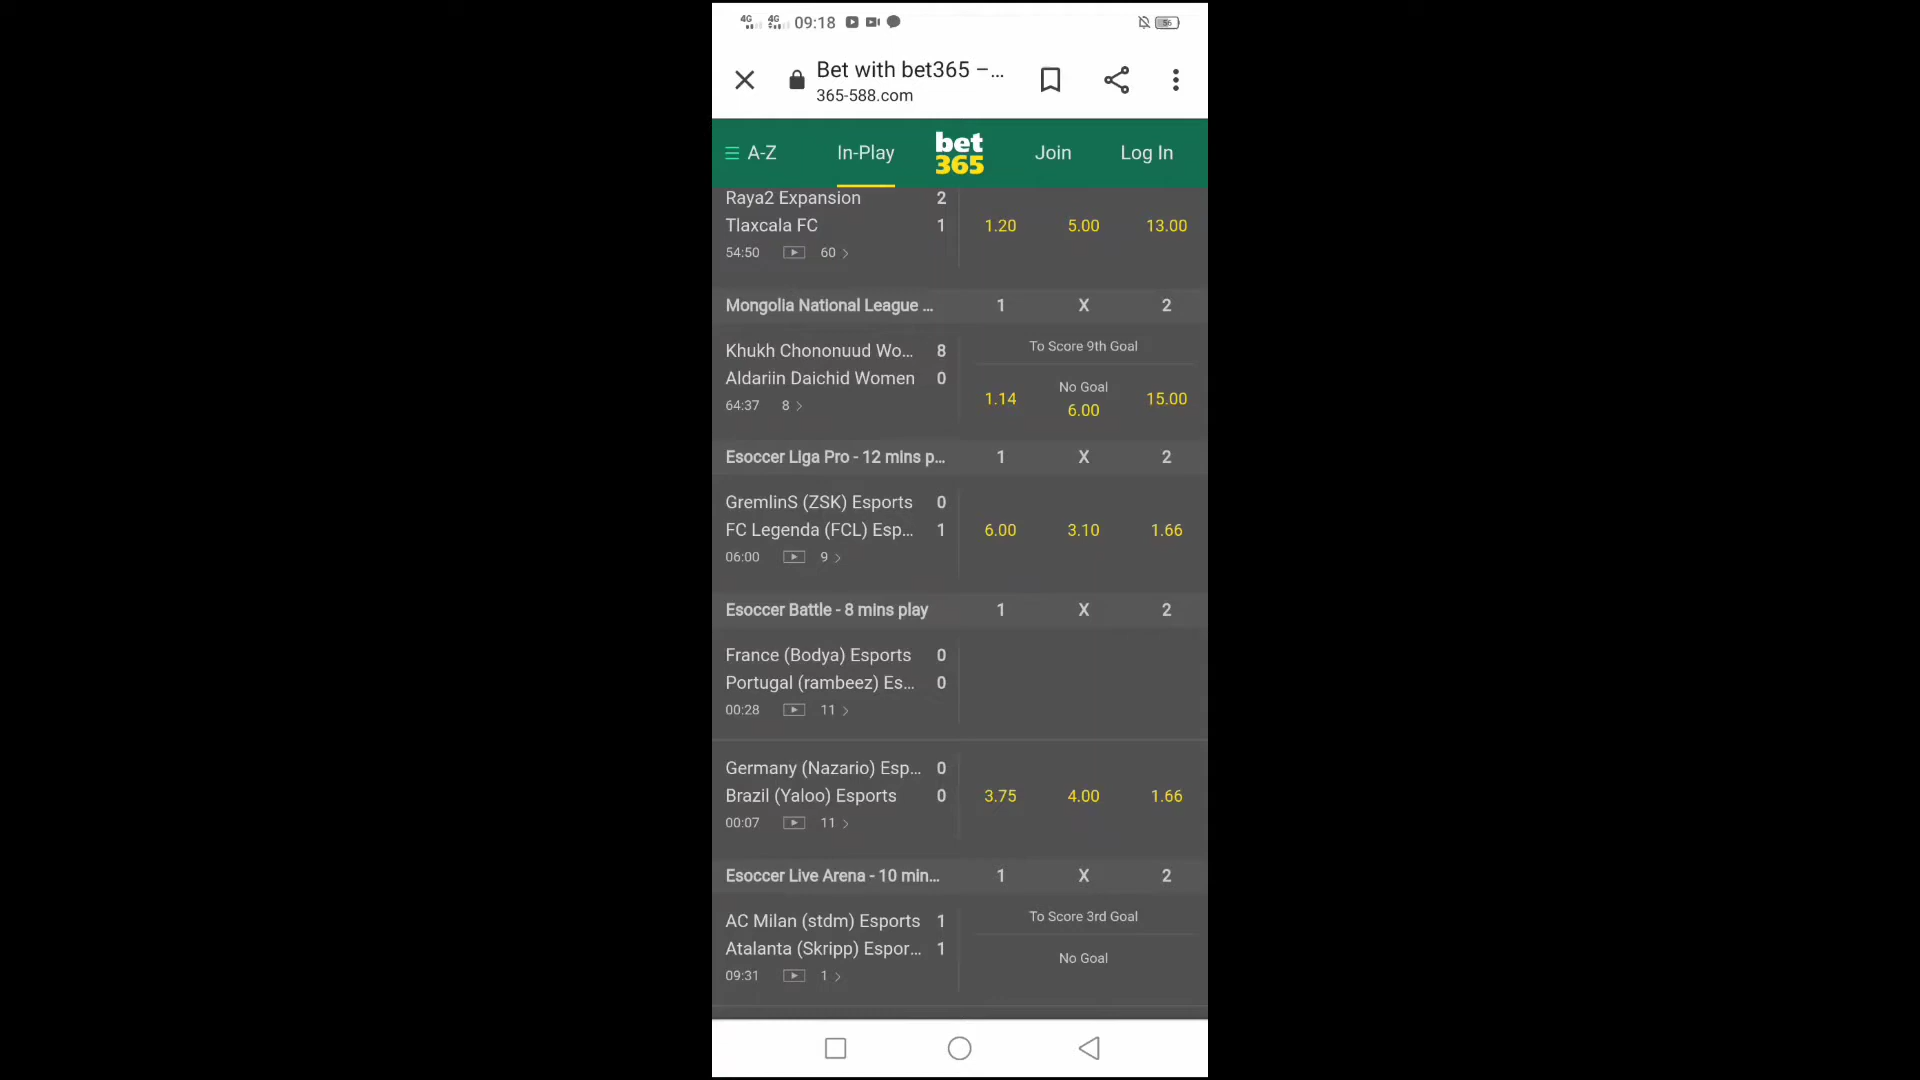 4G 4G 09:18 56
Bet with bet365 –...
365-588.com
A-Z In-Play bet365 Join Log In
Raya2 Expansion 2
Tlaxcala FC 1 1.20 5.00 13.00
54:50 60
Mongolia National League ... 1 X 2
Khukh Chononuud Wo... 8 To Score 9th Goal
Aldariin Daichid Women 0 No Goal
64:37 8 1.14 6.00 15.00
Esoccer Liga Pro - 12 mins p... 1 X 2
GremlinS (ZSK) Esports 0
FC Legenda (FCL) Esp... 1 6.00 3.10 1.66
06:00 9
Esoccer Battle - 8 mins play 1 X 2
France (Bodya) Esports 0
Portugal (rambeez) Es... 0
00:28 11
Germany (Nazario) Esp... 0
Brazil (Yaloo) Esports 0 3.75 4.00 1.66
00:07 11
Esoccer Live Arena - 10 min... 1 X 2
AC Milan (stdm) Esports 1 To Score 3rd Goal
Atalanta (Skripp) Espor... 1 No Goal
09:31 1